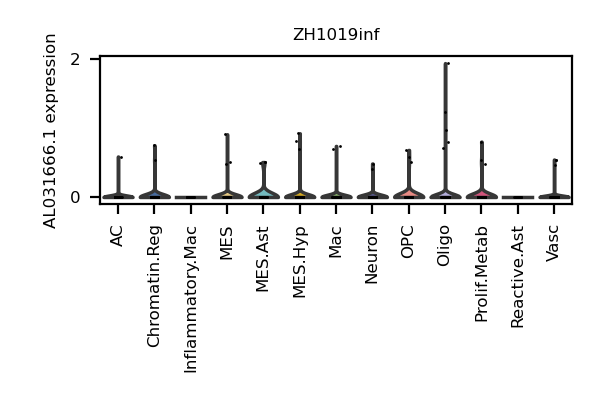 ZH1019inf
AL031666.1 expression
2
0
AC
Chromatin.Reg
Inflammatory.Mac
MES
MES.Ast
MES.Hyp
Mac
Neuron
OPC
Oligo
Prolif.Metab
Reactive.Ast
Vasc